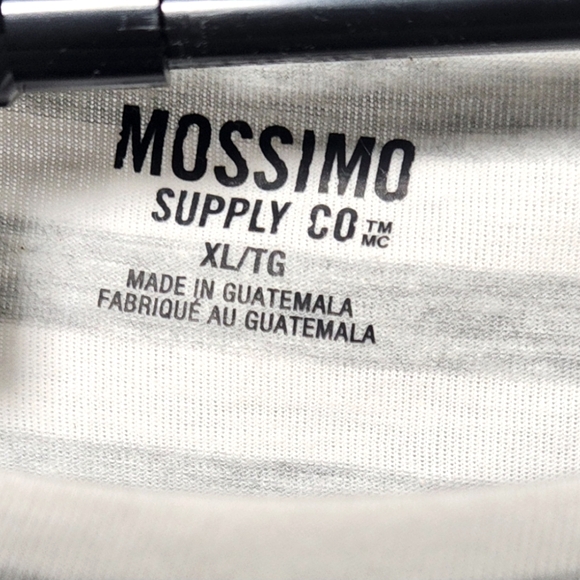 MOSSIMO
SUPPLY CO TM MC
XL/TG
MADE IN GUATEMALA
FABRIQUÉ AU GUATEMALA